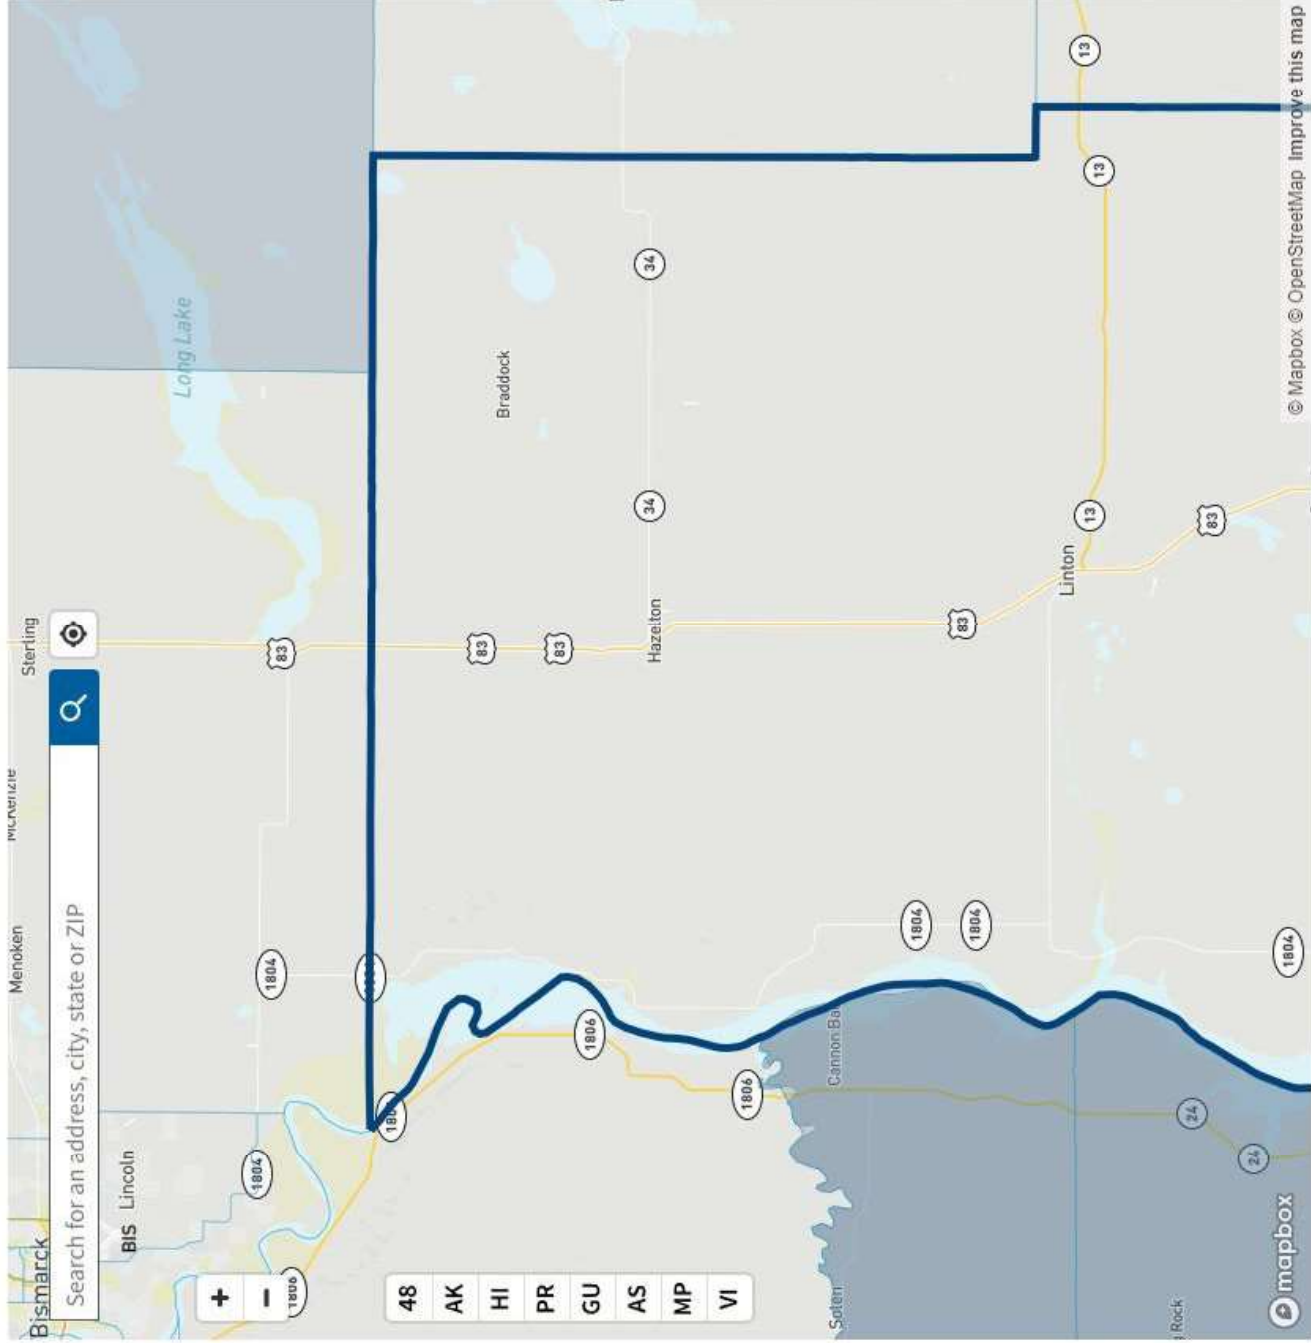 Bismarck
Menoken
Sterling
Search for an address, city, state or ZIP
BIS
Lincoln
+
−
48
AK
HI
PR
GU
AS
MP
VI
Long Lake
Braddock
Hazelton
Linton
Cannon Ba
Rock
1804
1804
1806
1806
1804
1804
1804
83
83
83
83
83
34
34
13
13
13
24
24
mapbox
© Mapbox © OpenStreetMap Improve this map